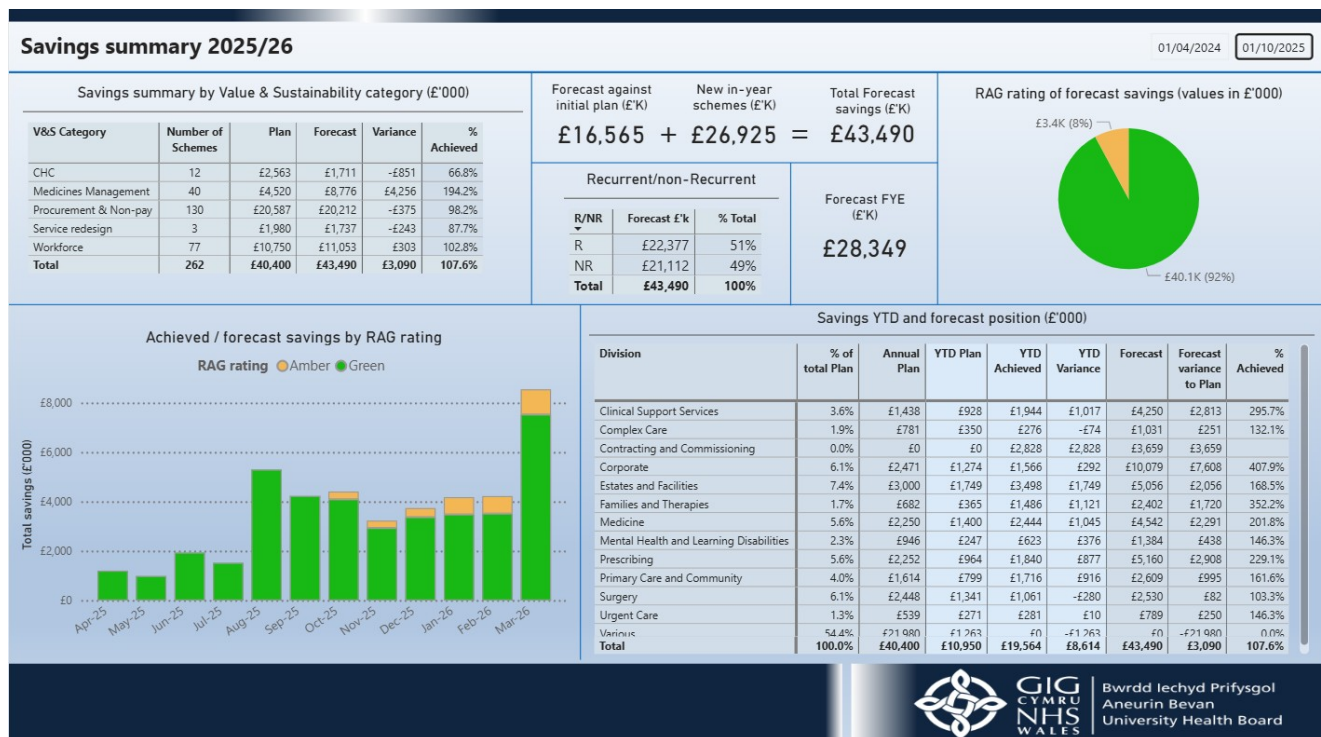 Savings summary 2025/26
01/04/2024 01/10/2025
Savings summary by Value & Sustainability category (£'000)
V&S Category Number of Schemes Plan Forecast Variance % Achieved
CHC 12 £2,563 £1,711 -£851 66.8%
Medicines Management 40 £4,520 £8,776 £4,256 194.2%
Procurement & Non-pay 130 £20,587 £20,212 -£375 98.2%
Service redesign 3 £1,980 £1,737 -£243 87.7%
Workforce 77 £10,750 £11,053 £303 102.8%
Total 262 £40,400 £43,490 £3,090 107.6%
Forecast against initial plan (£'K) New in-year schemes (£'K) Total Forecast savings (£'K)
£16,565 + £26,925 = £43,490
Recurrent/non-Recurrent
R/NR Forecast £'k % Total
R £22,377 51%
NR £21,112 49%
Total £43,490 100%
Forecast FYE (£'K)
£28,349
RAG rating of forecast savings (values in £'000)
£3.4K (8%)
£40.1K (92%)
Achieved / forecast savings by RAG rating
RAG rating Amber Green
Total savings (£'000)
£8,000
£6,000
£4,000
£2,000
£0
Apr-25 May-25 Jun-25 Jul-25 Aug-25 Sep-25 Oct-25 Nov-25 Dec-25 Jan-26 Feb-26 Mar-26
Savings YTD and forecast position (£'000)
Division % of total Plan Annual Plan YTD Plan YTD Achieved YTD Variance Forecast Forecast variance to Plan % Achieved
Clinical Support Services 3.6% £1,438 £928 £1,944 £1,017 £4,250 £2,813 295.7%
Complex Care 1.9% £781 £350 £276 -£74 £1,031 £251 132.1%
Contracting and Commissioning 0.0% £0 £0 £2,828 £2,828 £3,659 £3,659
Corporate 6.1% £2,471 £1,274 £1,566 £292 £10,079 £7,608 407.9%
Estates and Facilities 7.4% £3,000 £1,749 £3,498 £1,749 £5,056 £2,056 168.5%
Families and Therapies 1.7% £682 £365 £1,486 £1,121 £2,402 £1,720 352.2%
Medicine 5.6% £2,250 £1,400 £2,444 £1,045 £4,542 £2,291 201.8%
Mental Health and Learning Disabilities 2.3% £946 £247 £623 £376 £1,384 £438 146.3%
Prescribing 5.6% £2,252 £964 £1,840 £877 £5,160 £2,908 229.1%
Primary Care and Community 4.0% £1,614 £799 £1,716 £916 £2,609 £995 161.6%
Surgery 6.1% £2,448 £1,341 £1,061 -£280 £2,530 £82 103.3%
Urgent Care 1.3% £539 £271 £281 £10 £789 £250 146.3%
Various 54.4% £21,980 £1,263 £0 -£1,263 £0 -£21,980 0.0%
Total 100.0% £40,400 £10,950 £19,564 £8,614 £43,490 £3,090 107.6%
GIG
CYMRU
NHS
WALES
Bwrdd Iechyd Prifysgol
Aneurin Bevan
University Health Board